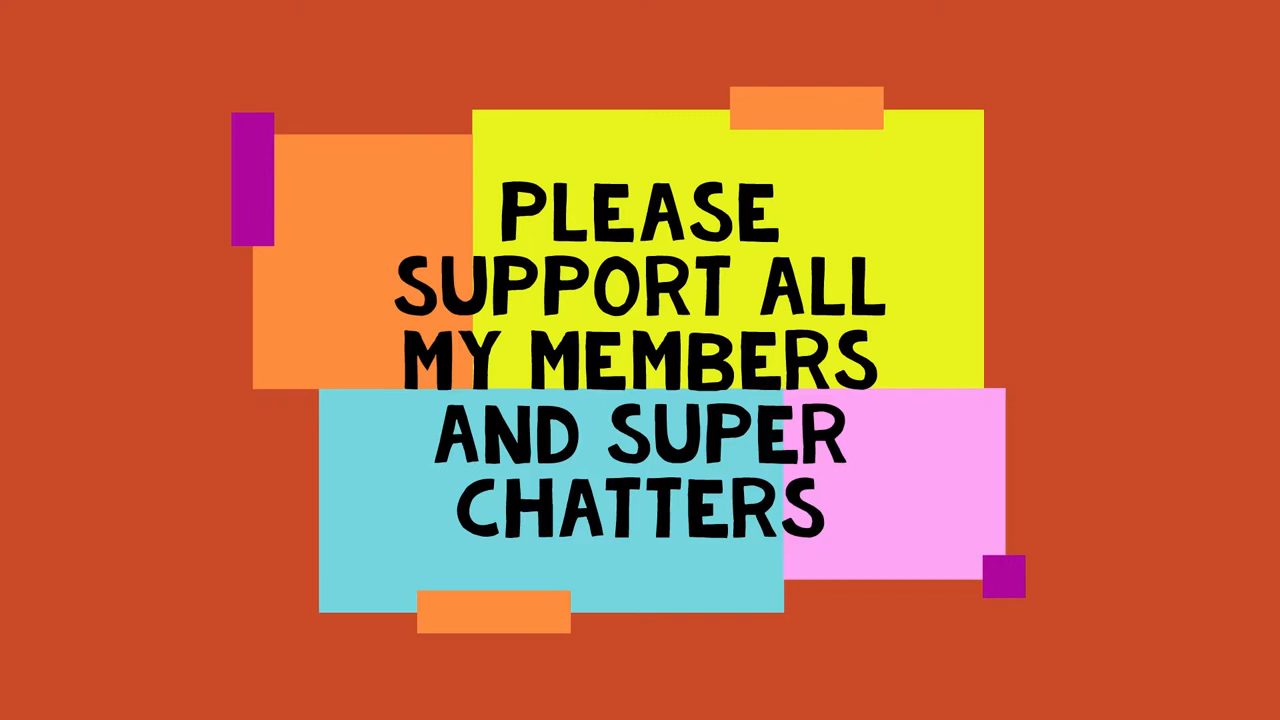 PLEASE
SUPPORT ALL
MY MEMBERS
AND SUPER
CHATTERS